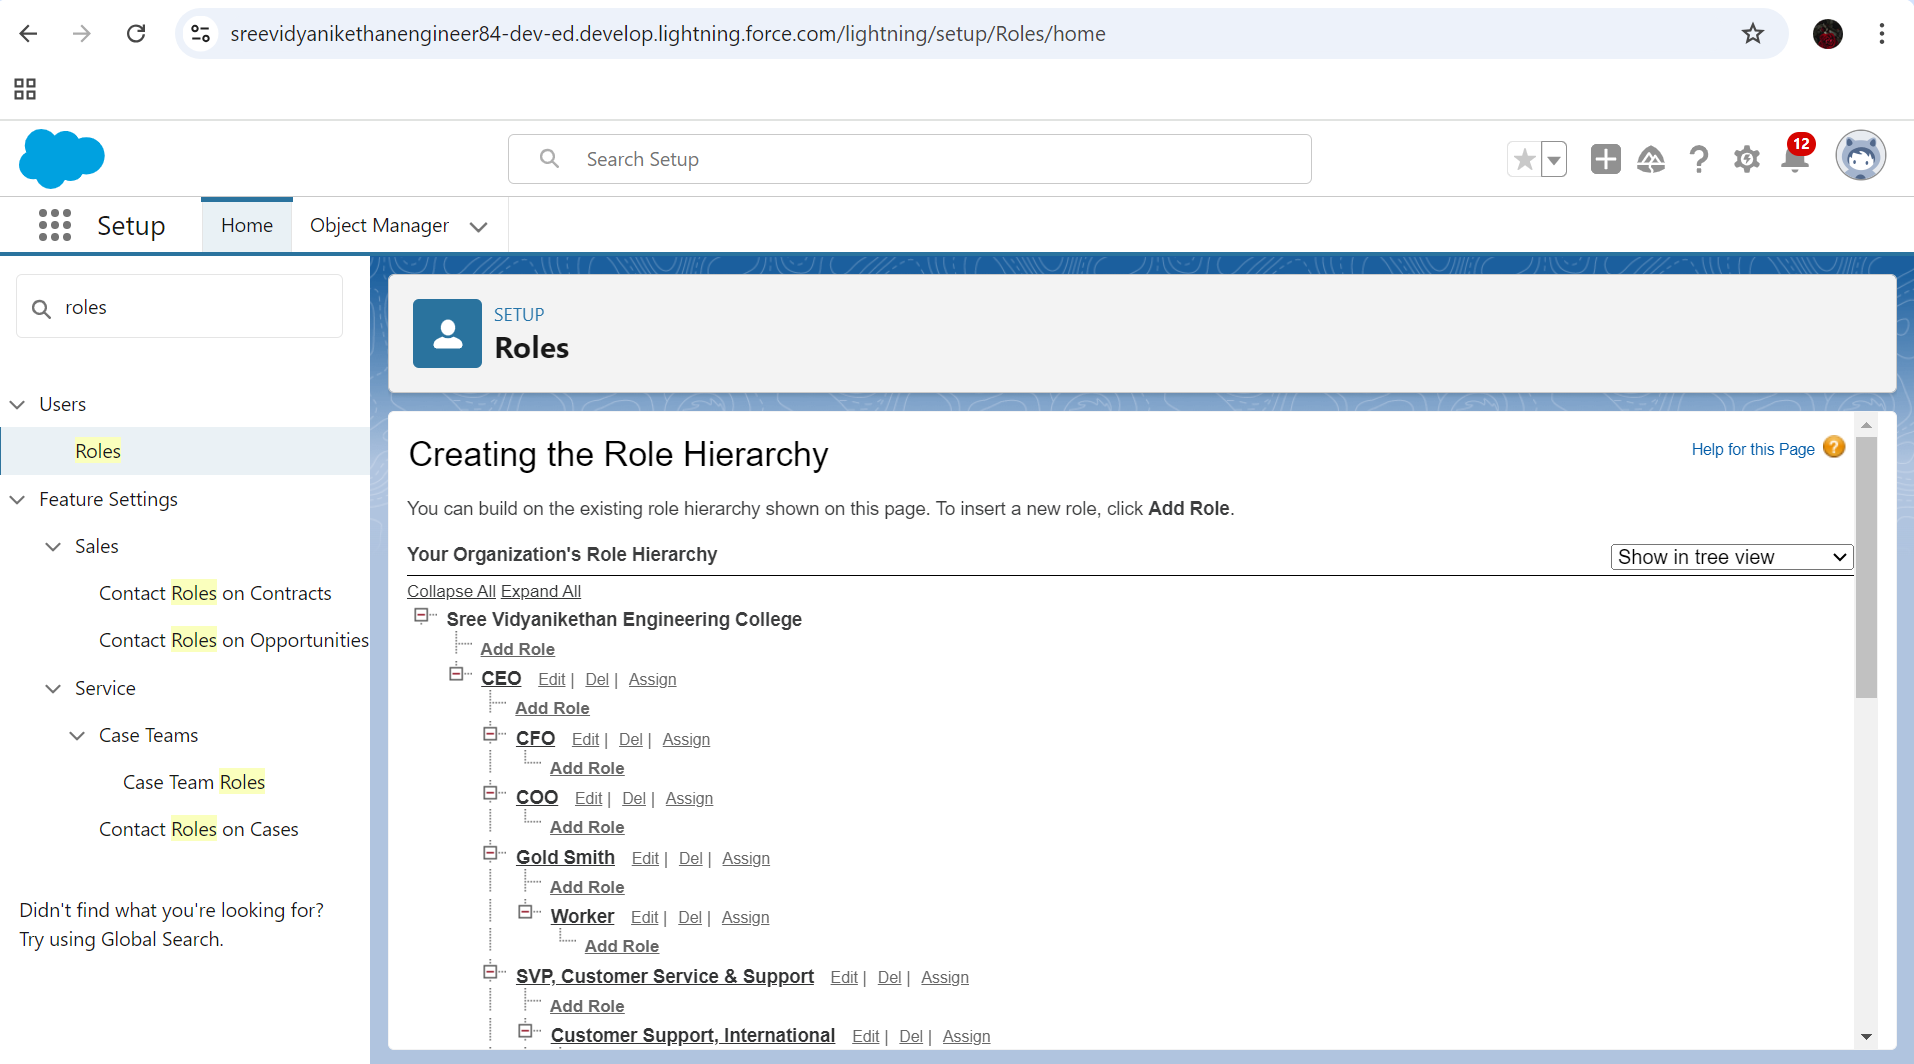 sreevidyanikethanengineer84-dev-ed.develop.lightning.force.com/lightning/setup/Roles/home
Search Setup
12
Setup
Home
Object Manager
roles
Users
Roles
Feature Settings
Sales
Contact Roles on Contracts
Contact Roles on Opportunities
Service
Case Teams
Case Team Roles
Contact Roles on Cases
Didn't find what you're looking for?
Try using Global Search.
SETUP
Roles
Creating the Role Hierarchy
Help for this Page ?
You can build on the existing role hierarchy shown on this page. To insert a new role, click Add Role.
Your Organization's Role Hierarchy
Show in tree view
Collapse All Expand All
Sree Vidyanikethan Engineering College
Add Role
CEO Edit | Del | Assign
Add Role
CFO Edit | Del | Assign
Add Role
COO Edit | Del | Assign
Add Role
Gold Smith Edit | Del | Assign
Add Role
Worker Edit | Del | Assign
Add Role
SVP, Customer Service & Support Edit | Del | Assign
Add Role
Customer Support, International Edit | Del | Assign